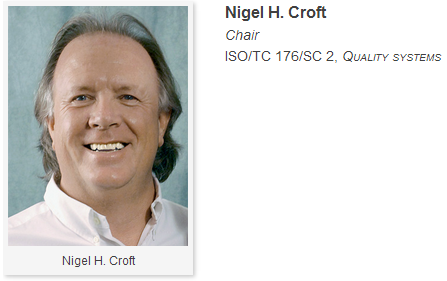 Nigel H. Croft
Chair
ISO/TC 176/SC 2, QUALITY SYSTEMS
Nigel H. Croft